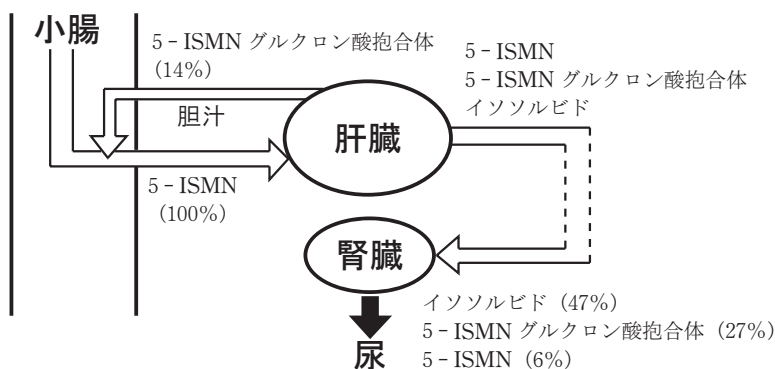 小腸
5‐ISMN グルクロン酸抱合体
(14%)
胆汁
5‐ISMN
(100%)
肝臓
5‐ISMN
5‐ISMN グルクロン酸抱合体
イソソルビド
腎臓
イソソルビド(47%)
5‐ISMN グルクロン酸抱合体(27%)
5‐ISMN(6%)
尿